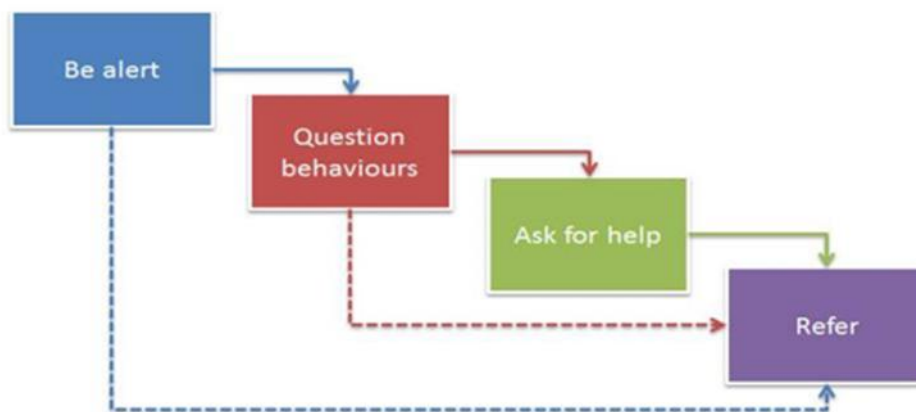 Be alert
Question
behaviours
Ask for help
Refer